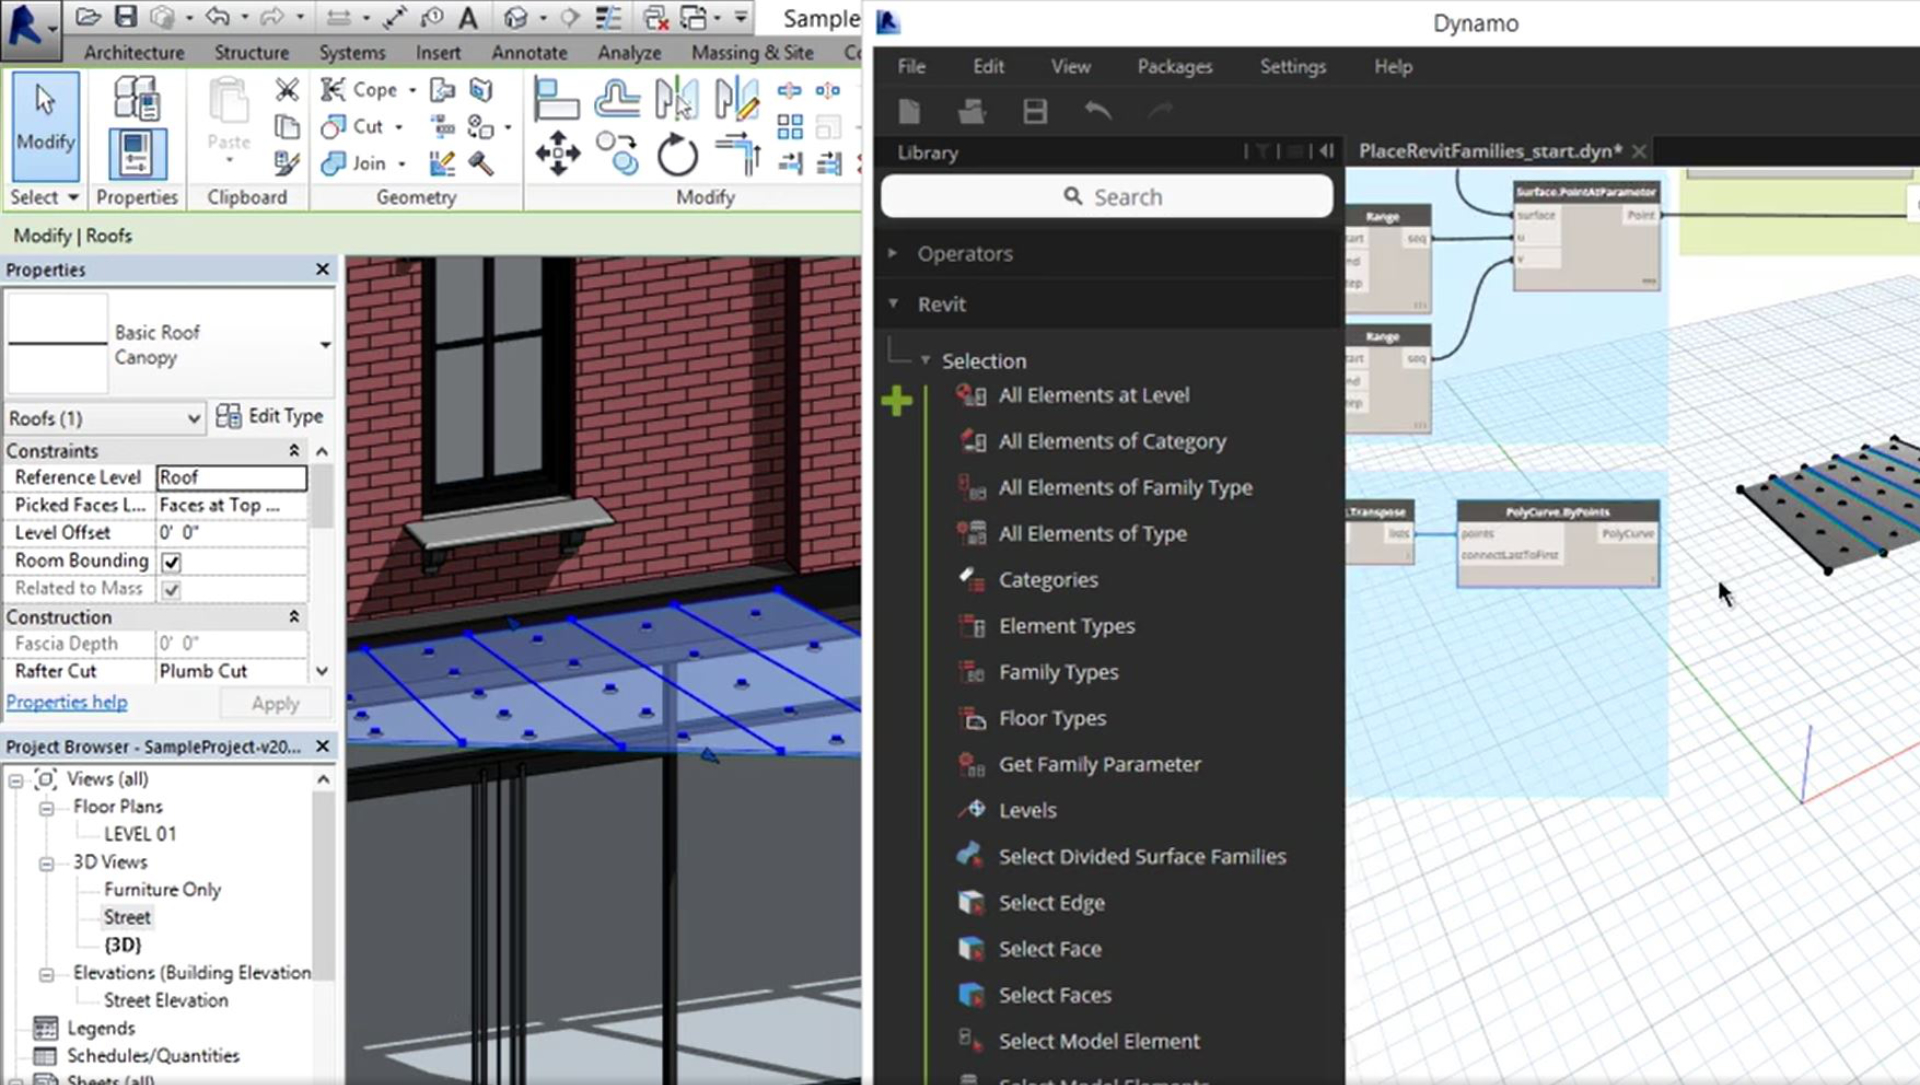 Sample
Architecture
Structure
Systems
Insert
Annotate
Analyze
Massing & Site
Modify
Cope
Cut
Join
Paste
Select
Properties
Clipboard
Geometry
Modify
Modify | Roofs
Properties
Basic Roof
Canopy
Roofs (1)
Edit Type
Constraints
Reference Level Roof
Picked Faces L... Faces at Top ...
Level Offset 0' 0"
Room Bounding
Related to Mass
Construction
Fascia Depth 0' 0"
Rafter Cut Plumb Cut
Properties help
Apply
Project Browser - SampleProject-v20...
Views (all)
Floor Plans
LEVEL 01
3D Views
Furniture Only
Street
{3D}
Elevations (Building Elevation
Street Elevation
Legends
Schedules/Quantities
Sheets (all)
Dynamo
File
Edit
View
Packages
Settings
Help
Library
PlaceRevitFamilies_start.dyn*
Search
Operators
Revit
Selection
All Elements at Level
All Elements of Category
All Elements of Family Type
All Elements of Type
Categories
Element Types
Family Types
Floor Types
Get Family Parameter
Levels
Select Divided Surface Families
Select Edge
Select Face
Select Faces
Select Model Element
Select Model Elements
Surface.PointAtParameter
surface
Point
u
v
Range
seq
Range
seq
.Transpose
lists
PolyCurve.ByPoints
points
PolyCurve
connectLastToFirst